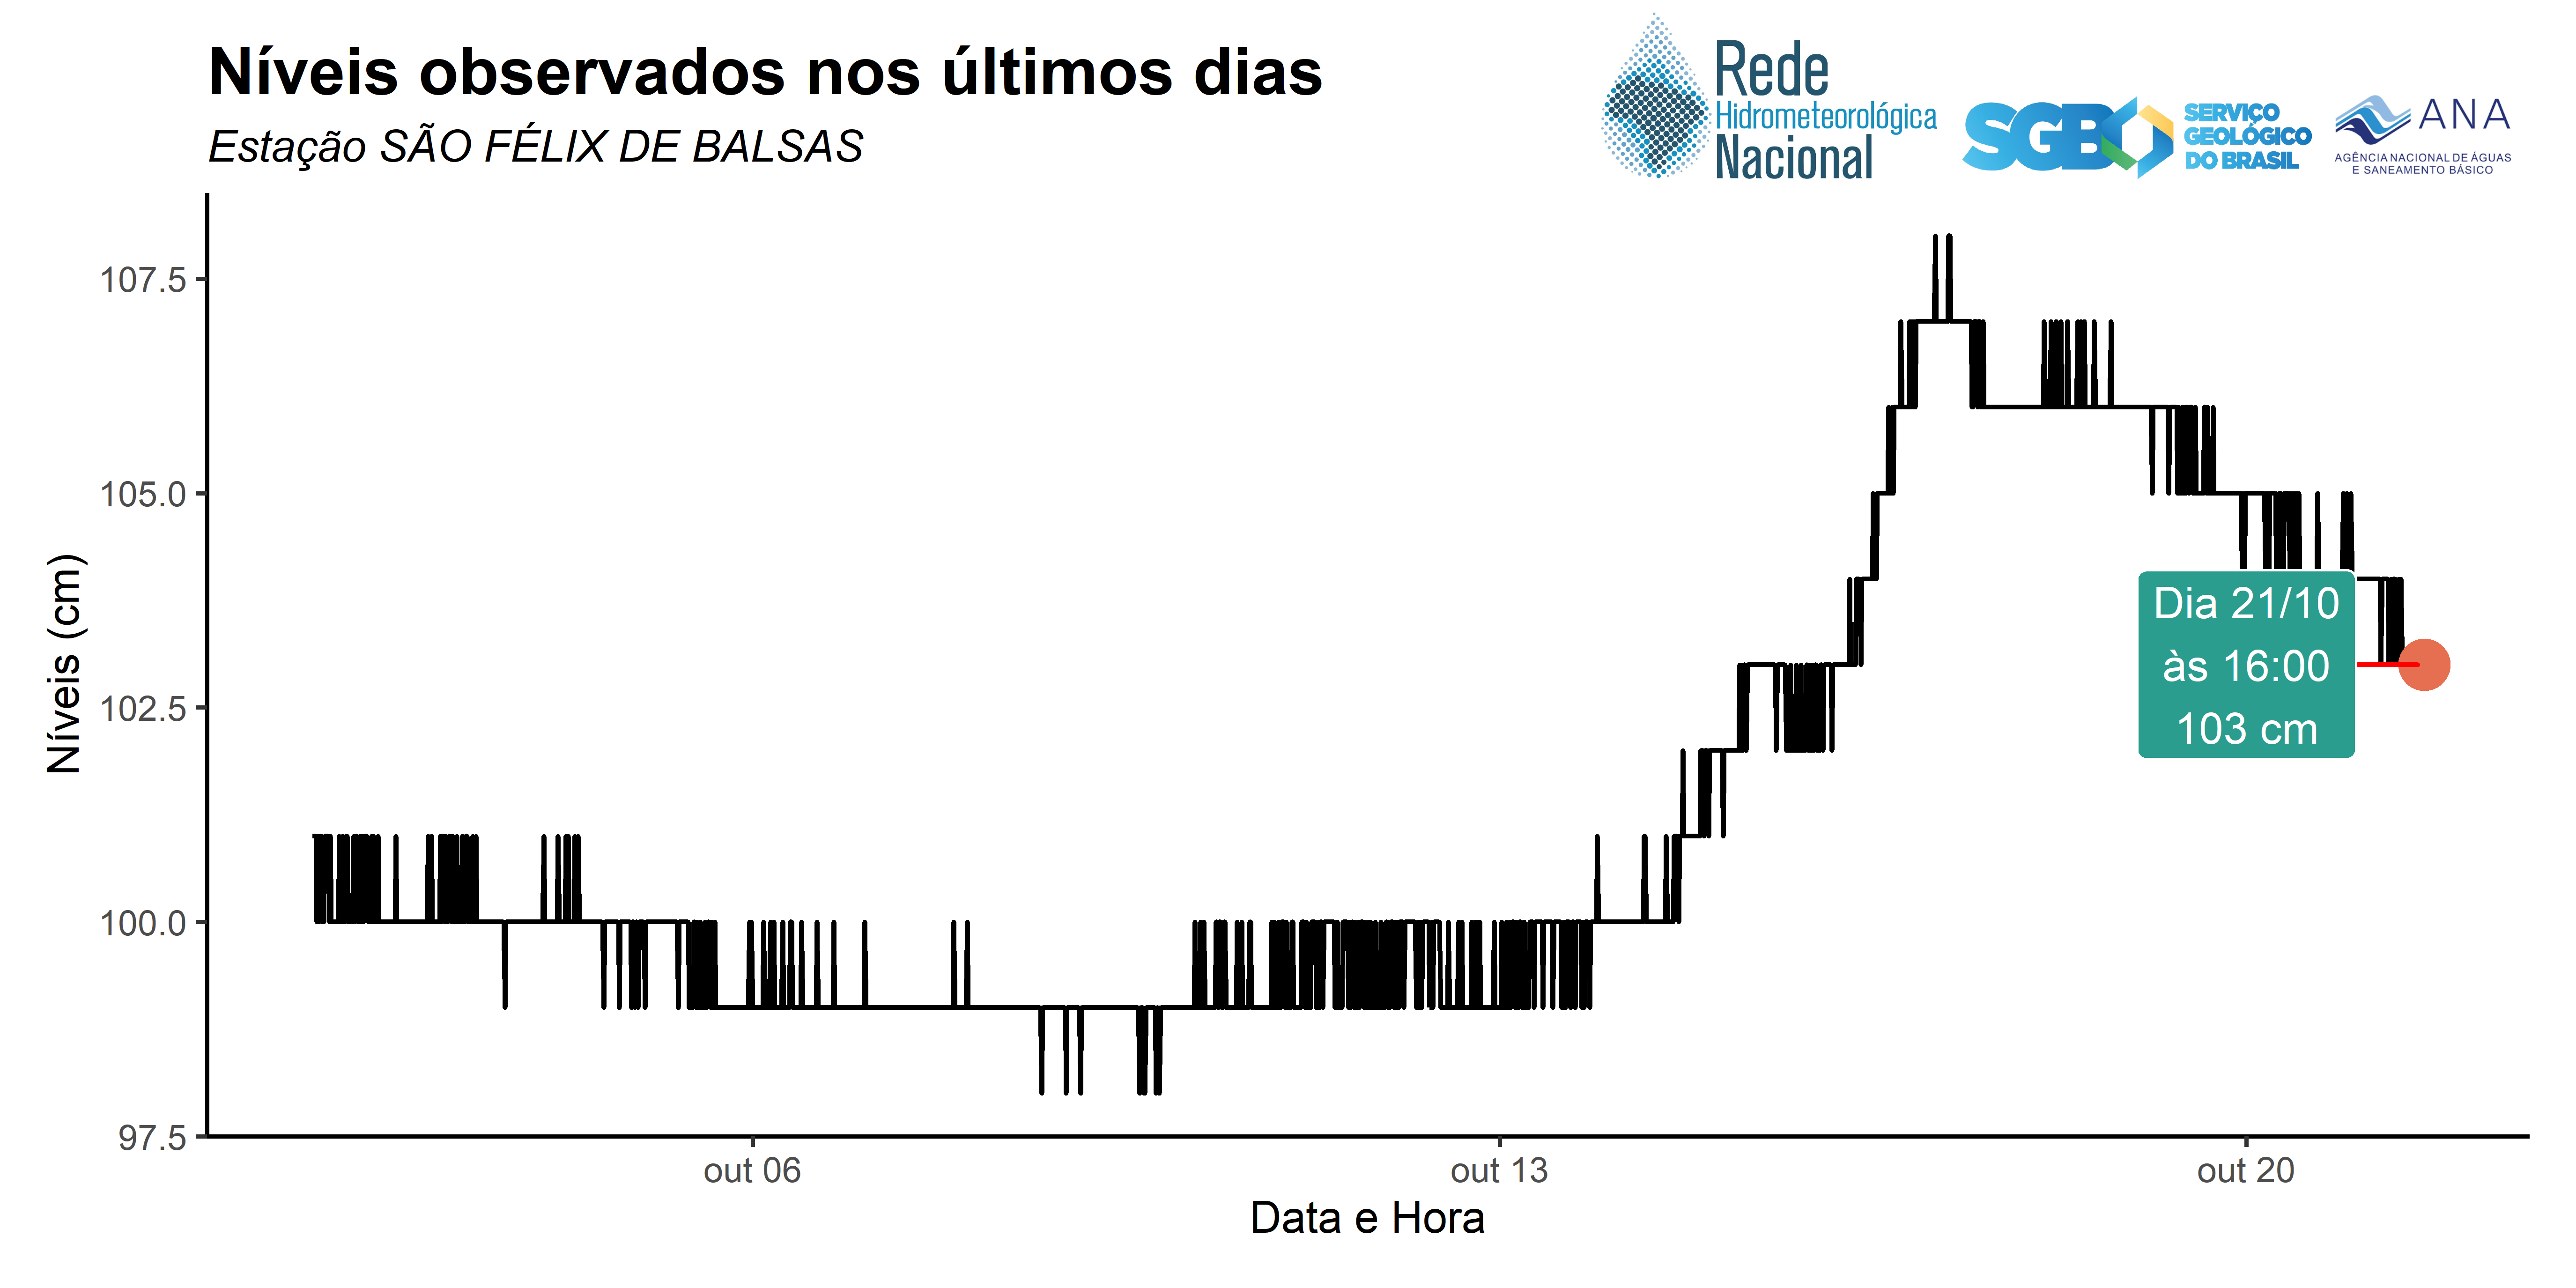 Níveis observados nos últimos dias
Estação SÃO FÉLIX DE BALSAS
Rede
Hidrometeorológica
Nacional
SGB
SERVIÇO
GEOLÓGICO
DO BRASIL
ANA
AGÊNCIA NACIONAL DE ÁGUAS
E SANEAMENTO BÁSICO
Níveis (cm)
107.5
105.0
102.5
100.0
97.5
Dia 21/10
às 16:00
103 cm
out 06
out 13
out 20
Data e Hora